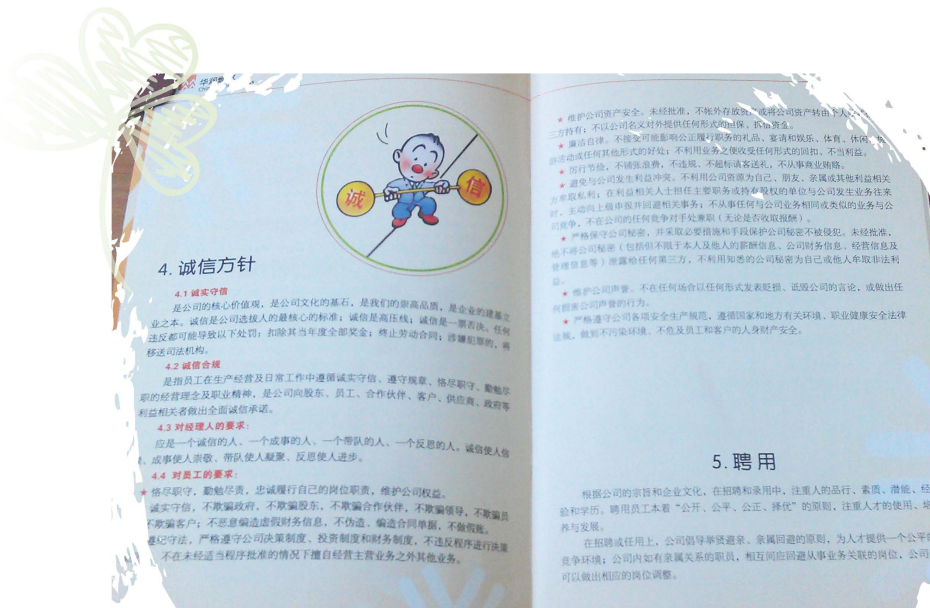 华润
诚
信
4. 诚信方针
4.1 诚实守信
是公司的核心价值观，是公司文化的基石，是我们的崇高品质，是企业的建基立
业之本。诚信是公司选拔人的最核心的标准；诚信是高压线；诚信是一票否决。任何
违反都可能导致以下处罚：扣除其当年度全部奖金；终止劳动合同；涉嫌犯罪的，将
移送司法机构。
4.2 诚信合规
是指员工在生产经营及日常工作中遵循诚实守信、遵守规章、恪尽职守、勤勉尽
职的经营理念及职业精神，是公司向股东、员工、合作伙伴、客户、供应商、政府等
利益相关者做出全面诚信承诺。
4.3 对经理人的要求：
应是一个诚信的人、一个成事的人、一个带队的人、一个反思的人。诚信使人信
、成事使人崇敬、带队使人凝聚、反思使人进步。
4.4 对员工的要求：
★ 恪尽职守，勤勉尽责，忠诚履行自己的岗位职责，维护公司权益。
诚实守信，不欺骗政府，不欺骗股东，不欺骗合作伙伴，不欺骗领导，不欺骗员
不欺骗客户；不恶意编造虚假财务信息，不伪造、编造合同单据，不做假账。
遵纪守法，严格遵守公司决策制度、投资制度和财务制度，不违反程序进行决策
不在未经适当程序批准的情况下擅自经营主营业务之外其他业务。
★ 维护公司资产安全。未经批准，不帐外存放资产或将公司资产转由个人
三方持有；不以公司名义对外提供任何形式的担保、拆借资金。
★ 廉洁自律。不接受可能影响公正履行职务的礼品、宴请和娱乐、体育、休闲
游活动或任何其他形式的好处；不利用业务之便收受任何形式的回扣、不当利益。
★ 厉行节俭，不铺张浪费，不违规、不超标请客送礼，不从事商业贿赂。
★ 避免与公司发生利益冲突。不利用公司资源为自己、朋友、亲属或其他利益相关
方牟取私利；在利益相关人士担任主要职务或持有股权的单位与公司发生业务往来
时，主动向上级申报并回避相关事务；不从事任何与公司业务相同或类似的业务与公
司竞争，不在公司的任何竞争对手处兼职（无论是否收取报酬）。
★ 严格保守公司秘密，并采取必要措施和手段保护公司秘密不被侵犯。未经批准，
绝不将公司秘密（包括但不限于本人及他人的薪酬信息、公司财务信息、经营信息及
管理信息等）泄露给任何第三方，不利用知悉的公司秘密为自己或他人牟取非法利
益。
★ 维护公司声誉。不在任何场合以任何形式发表贬损、诋毁公司的言论，或做出任
何损害公司声誉的行为。
★ 严格遵守公司各项安全生产规范，遵循国家和地方有关环境、职业健康安全法律
法规，做到不污染环境、不危及员工和客户的人身财产安全。
5. 聘 用
根据公司的宗旨和企业文化，在招聘和录用中，注重人的品行、素质、潜能、经
验和学历。聘用员工本着“公开、公平、公正、择优”的原则，注重人才的使用、培
养与发展。
在招聘或任用上，公司倡导举贤避亲、亲属回避的原则，为人才提供一个公平的
竞争环境；公司内如有亲属关系的职员，相互间应回避从事业务关联的岗位，公司
可以做出相应的岗位调整。